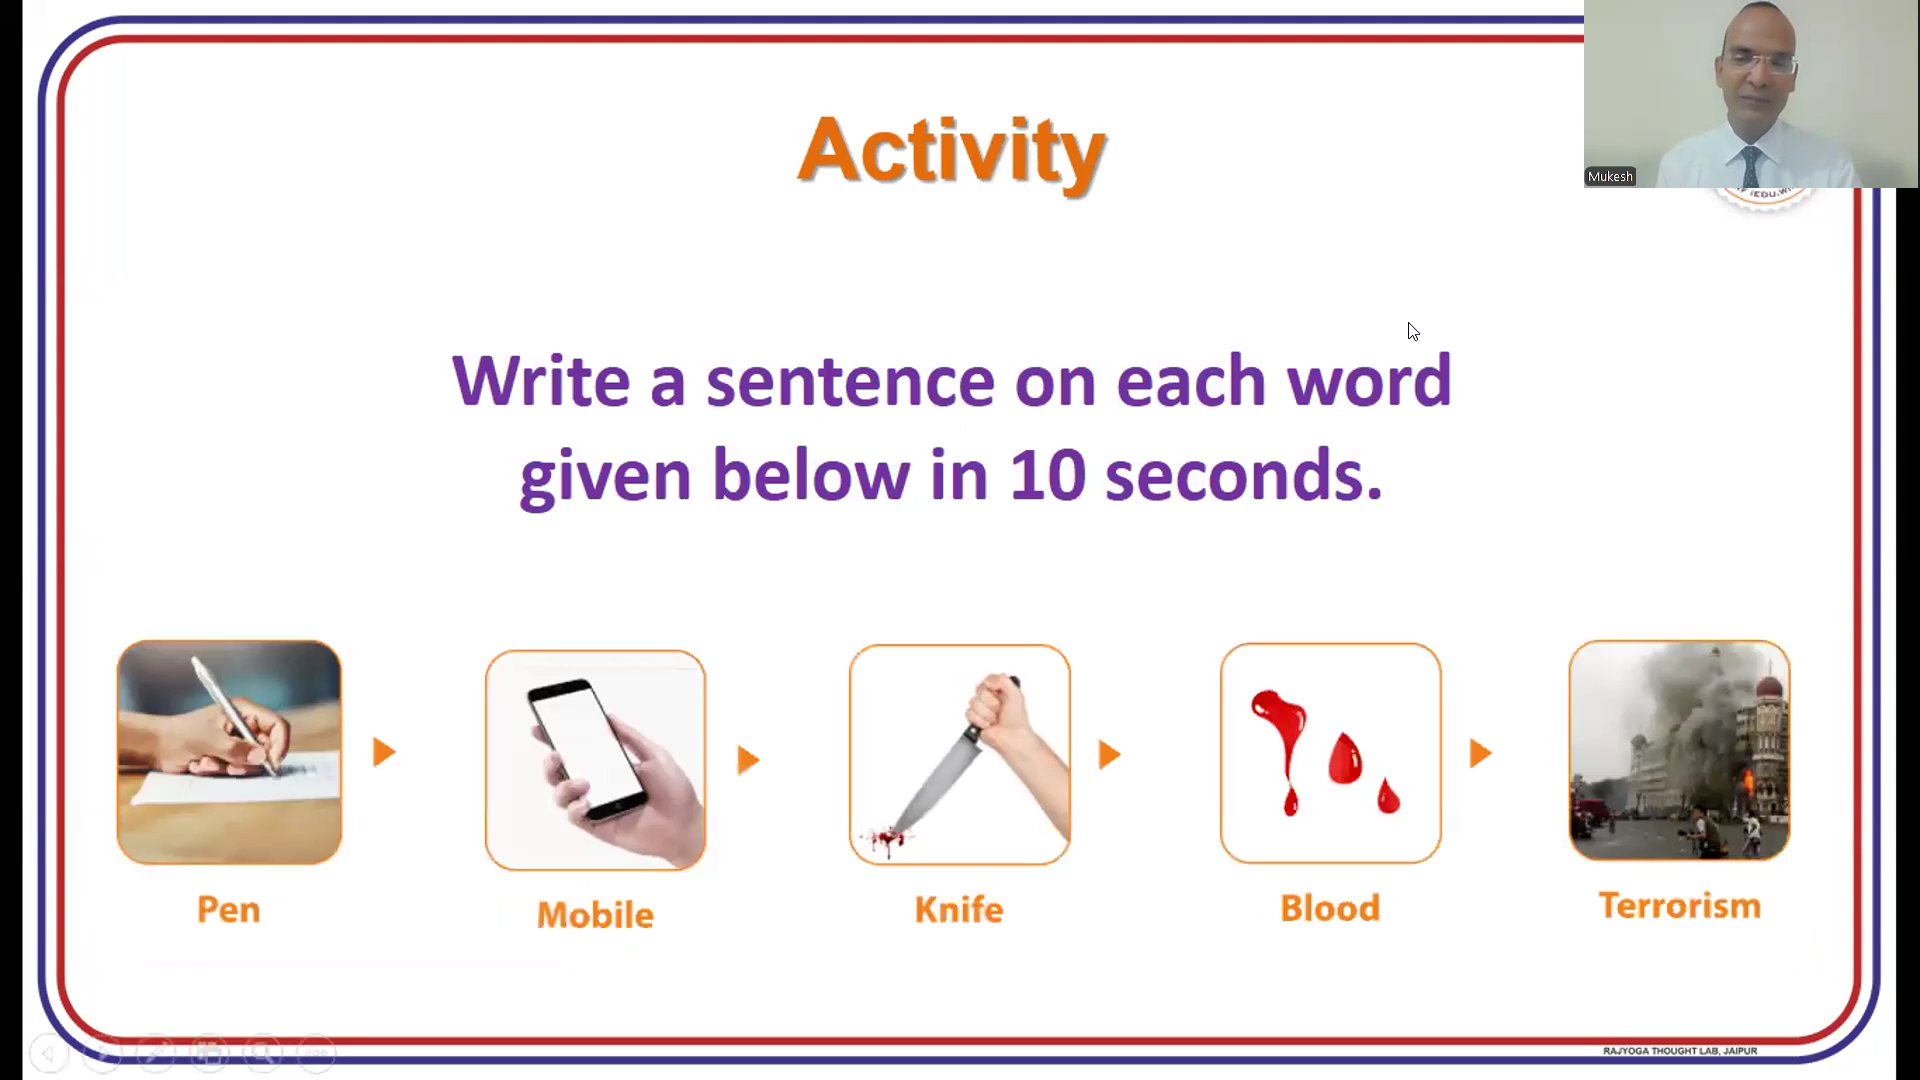 Activity
Mukesh
Write a sentence on each word
given below in 10 seconds.
Pen
Mobile
Knife
Blood
Terrorism
RAJYOGA THOUGHT LAB, JAIPUR